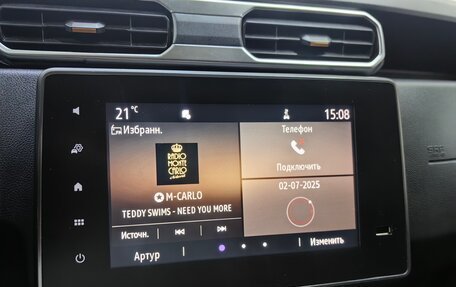 21°C
15:08
Избранн.
Телефон
RADIO
MONTE
CARLO
Подключить
M-CARLO
02-07-2025
TEDDY SWIMS - NEED YOU MORE
Источн.
Артур
Изменить